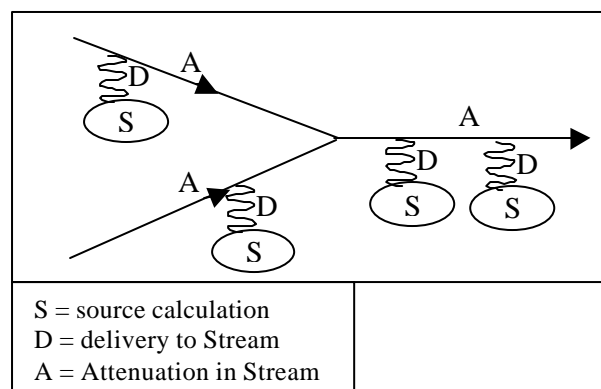 A
D
S
A
D
S
A
D
S
D
S
S = source calculation
D = delivery to Stream
A = Attenuation in Stream